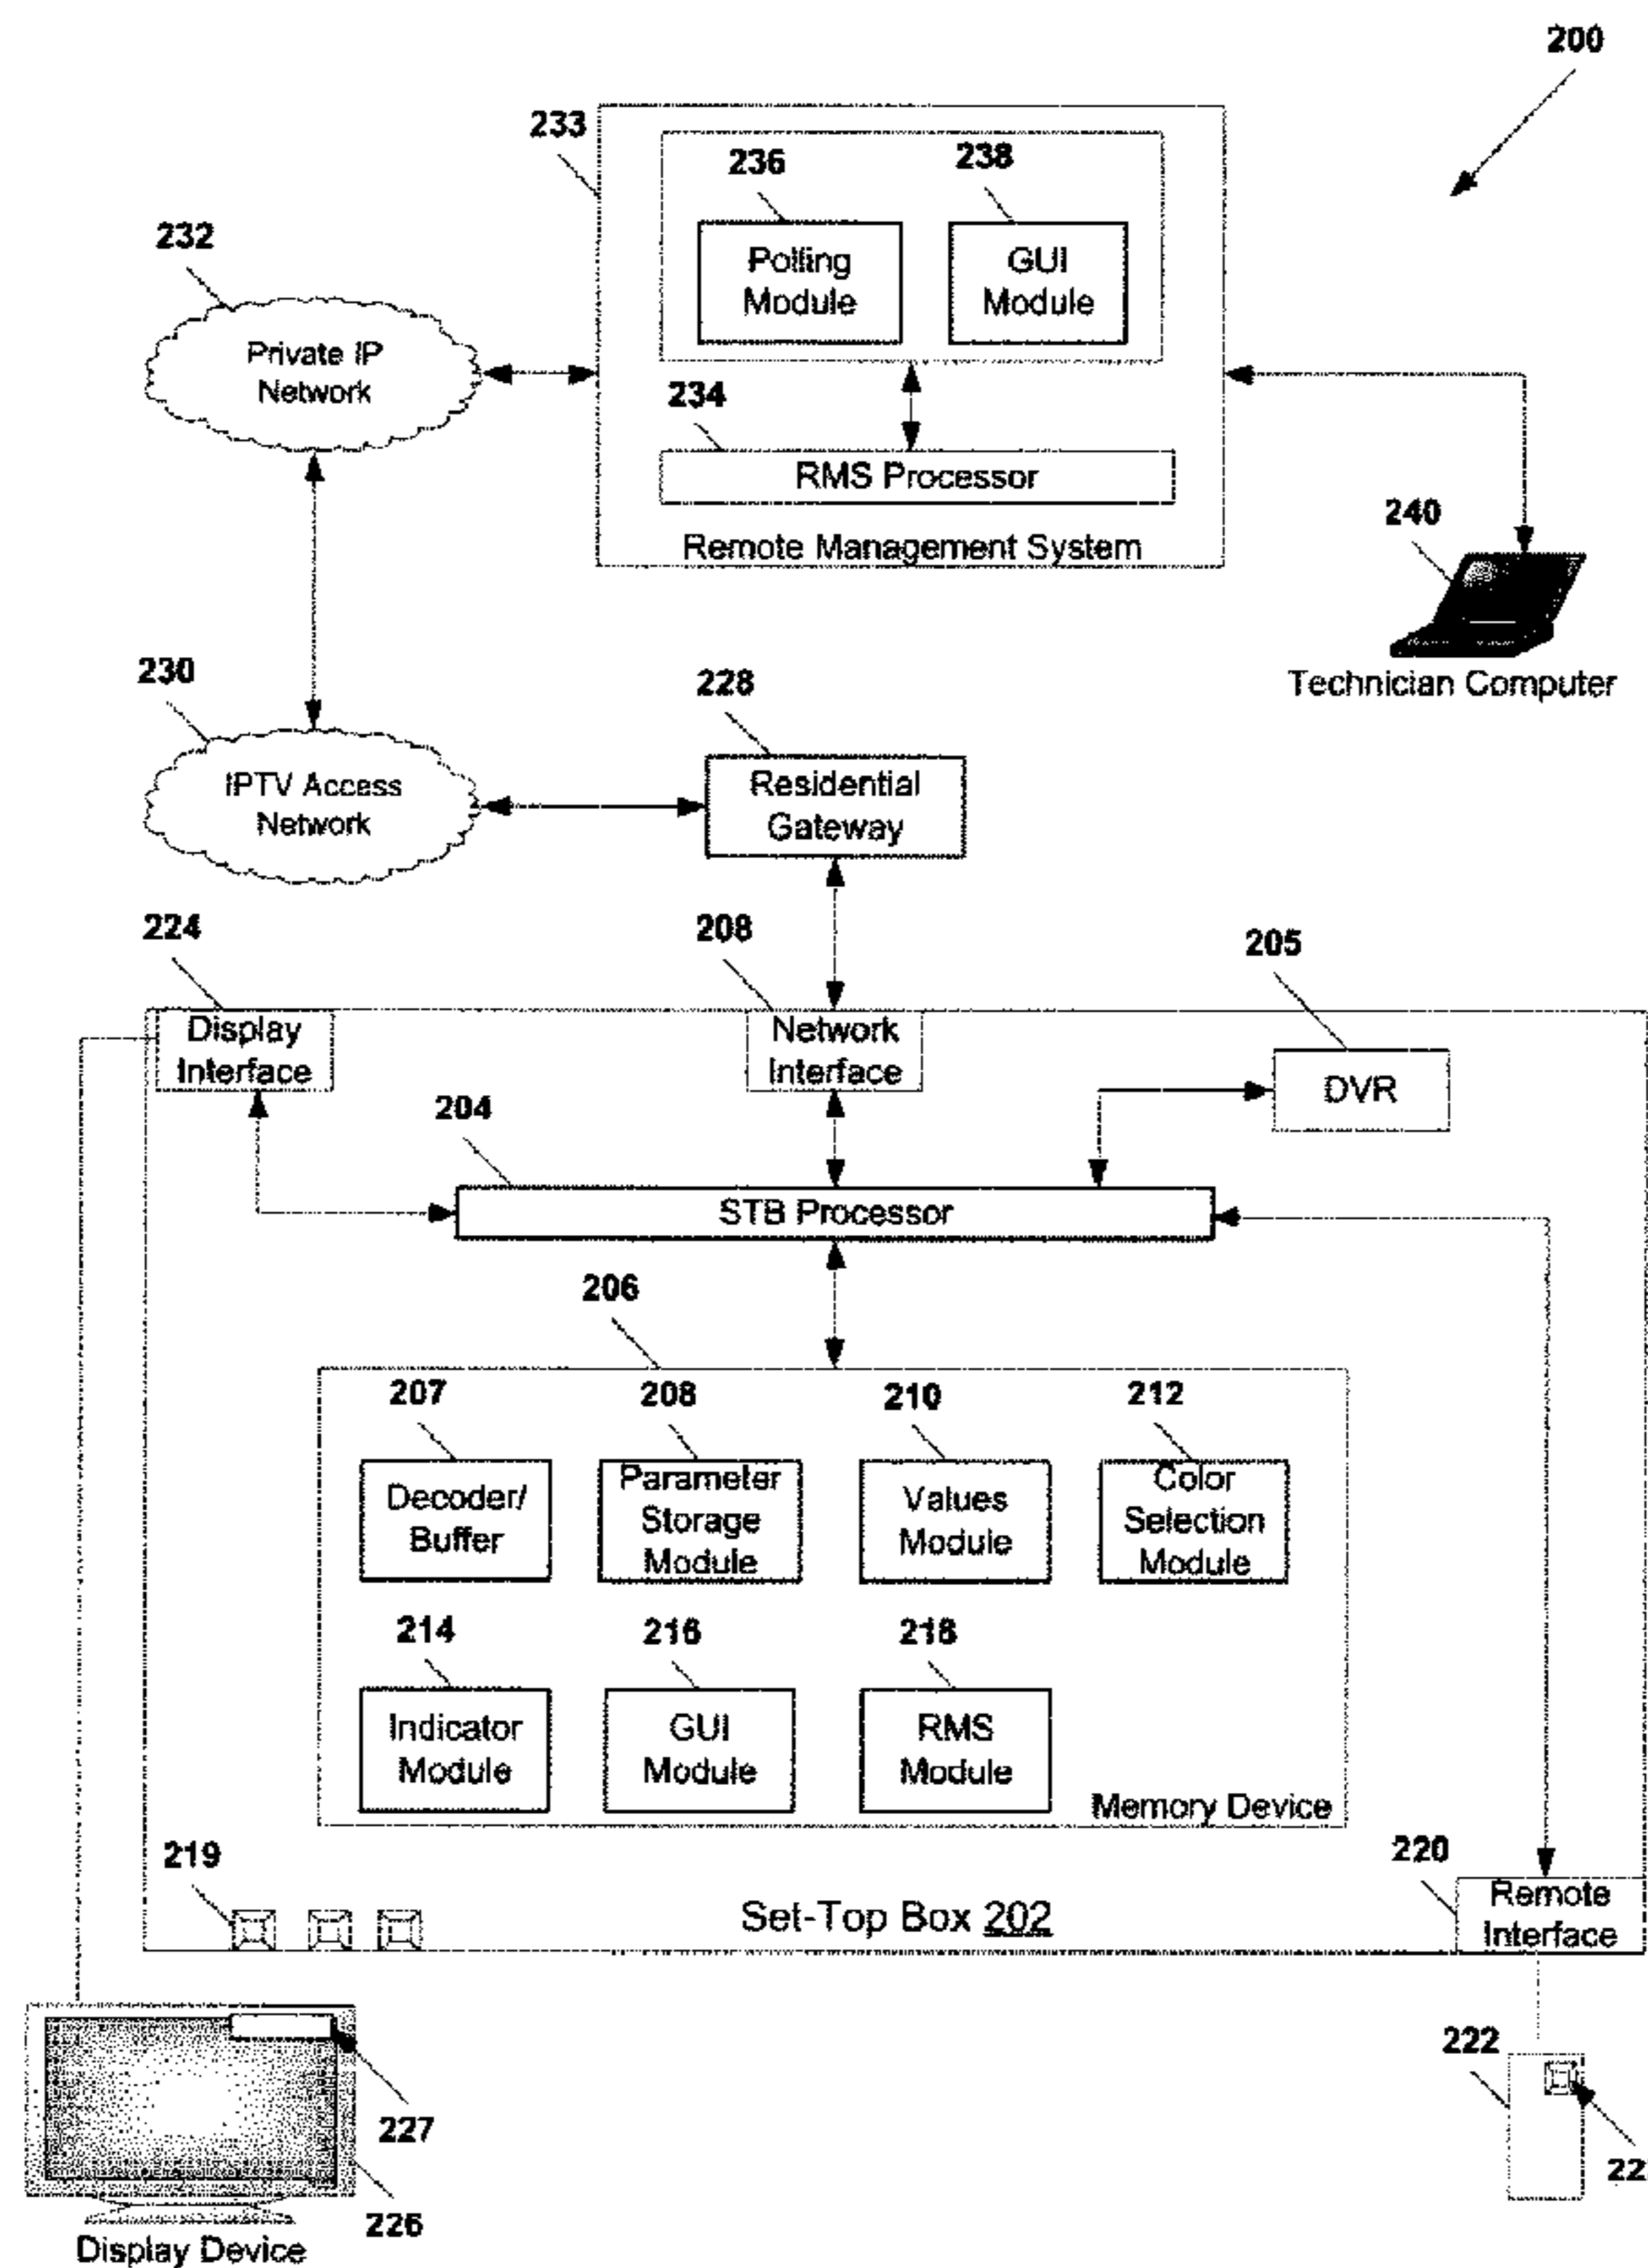 200
233
236
238
Polling
Module
GUI
Module
232
Private IP
Network
234
RMS Processor
Remote Management System
240
Technician Computer
230
IPTV Access
Network
228
Residential
Gateway
224
Display
Interface
208
Network
Interface
205
DVR
204
STB Processor
206
207
Decoder/
Buffer
208
Parameter
Storage
Module
210
Values
Module
212
Color
Selection
Module
214
Indicator
Module
216
GUI
Module
218
RMS
Module
Memory Device
219
Set-Top Box 202
220
Remote
Interface
227
226
Display Device
222
22